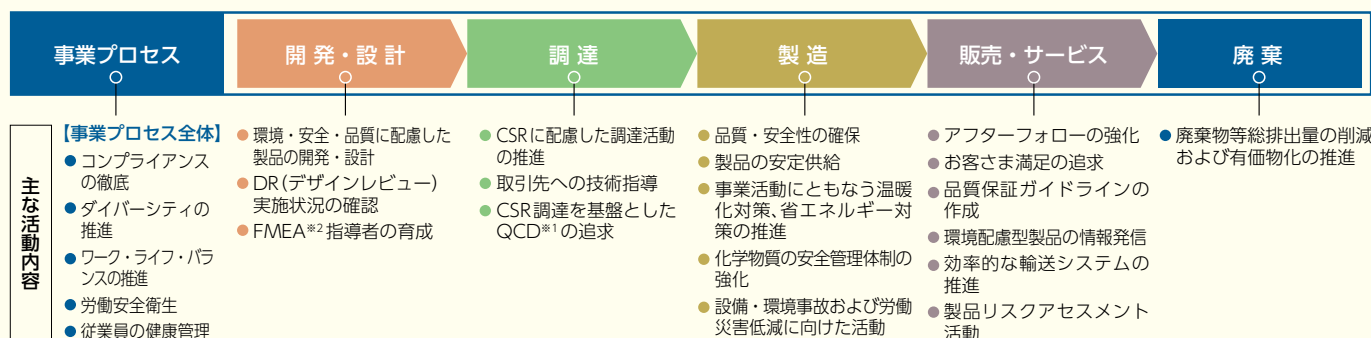 事業プロセス
開発・設計
調達
製造
販売・サービス
廃棄
主な活動内容
【事業プロセス全体】
● コンプライアンス
の徹底
● ダイバーシティの
推進
● ワーク・ライフ・バラ
ンスの推進
● 労働安全衛生
● 従業員の健康管理
● 環境・安全・品質に配慮した
製品の開発・設計
● DR(デザインレビュー)
実施状況の確認
● FMEA※2指導者の育成
● CSRに配慮した調達活動
の推進
● 取引先への技術指導
● CSR調達を基盤とした
QCD※1の追求
● 品質・安全性の確保
● 製品の安定供給
● 事業活動にともなう温暖
化対策、省エネルギー対
策の推進
● 化学物質の安全管理体制の
強化
● 設備・環境事故および労働
災害低減に向けた活動
● アフターフォローの強化
● お客さま満足の追求
● 品質保証ガイドラインの
作成
● 環境配慮型製品の情報発信
● 効率的な輸送システムの
推進
● 製品リスクアセスメント
活動
● 廃棄物等総排出量の削減
および有価物化の推進